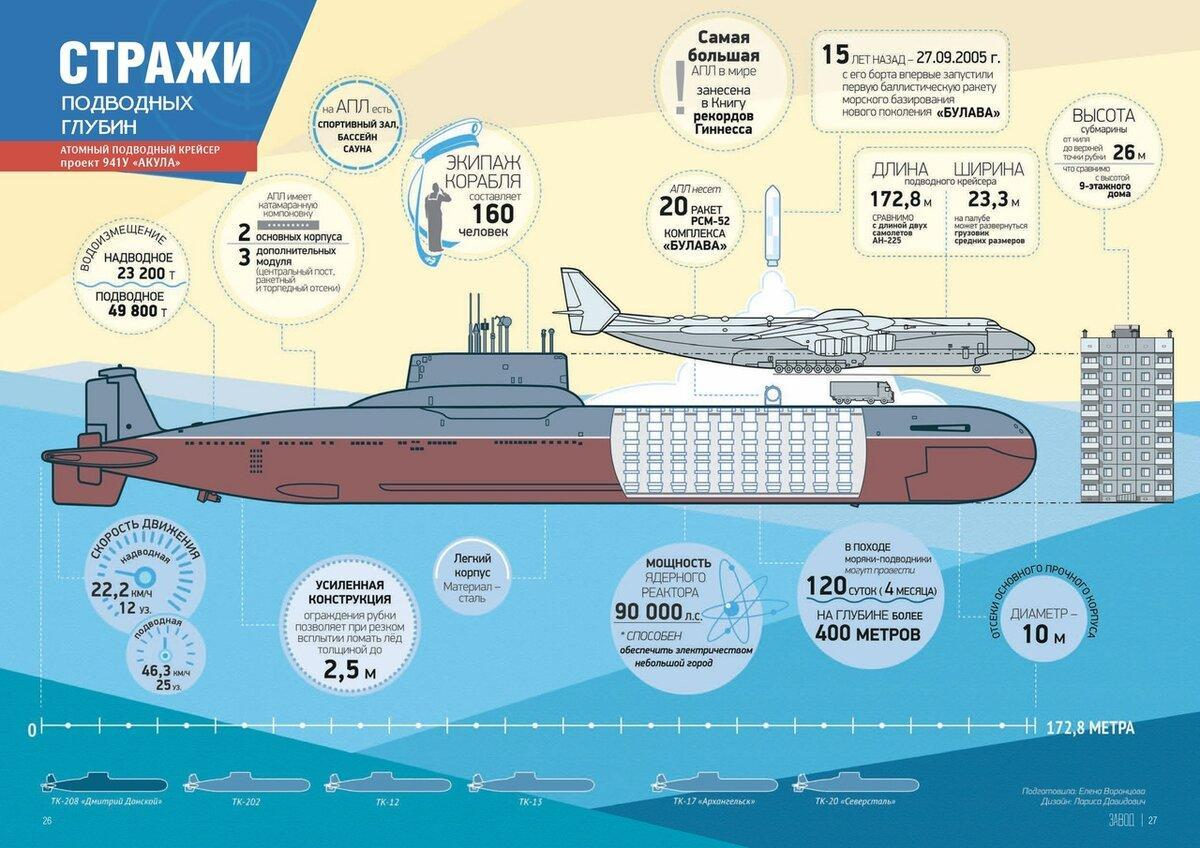 СТРАЖИ
ПОДВОДНЫХ
ГЛУБИН
АТОМНЫЙ ПОДВОДНЫЙ КРЕЙСЕР
проект 941У «АКУЛА»
на АПЛ есть
СПОРТИВНЫЙ ЗАЛ,
БАССЕЙН
САУНА
Самая
большая
АПЛ в мире
!
занесена
в Книгу
рекордов
Гиннесса
15 ЛЕТ НАЗАД – 27.09.2005 г.
с его борта впервые запустили
первую баллистическую ракету
морского базирования
нового поколения «БУЛАВА»
ВЫСОТА
субмарины
от киля
до верхней
точки рубки 26 м
что сравнимо
с высотой
9-этажного
дома
ЭКИПАЖ
КОРАБЛЯ
составляет
160
человек
АПЛ имеет
катамаранную
компоновку
2 основных корпуса
3 дополнительных
модуля
(центральный пост,
ракетный
и торпедный отсеки)
АПЛ несет
20 РАКЕТ
РСМ-52
КОМПЛЕКСА
«БУЛАВА»
ДЛИНА ШИРИНА
подводного крейсера
172,8 м 23,3 м
СРАВНИМО
с длиной двух
самолетов
АН-225
на палубе
может развернуться
грузовик
средних размеров
ВОДОИЗМЕЩЕНИЕ
НАДВОДНОЕ
23 200 т
ПОДВОДНОЕ
49 800 т
СКОРОСТЬ ДВИЖЕНИЯ
надводная
22,2 КМ/Ч
12 УЗ.
подводная
46,3 КМ/Ч
25 УЗ.
УСИЛЕННАЯ
КОНСТРУКЦИЯ
ограждения рубки
позволяет при резком
всплытии ломать лёд
толщиной до
2,5 м
Легкий
корпус
Материал –
сталь
МОЩНОСТЬ
ЯДЕРНОГО
РЕАКТОРА
90 000 л.с.
* СПОСОБЕН
обеспечить электричеством
небольшой город
В ПОХОДЕ
моряки-подводники
могут провести
120 СУТОК ( 4 МЕСЯЦА)
НА ГЛУБИНЕ БОЛЕЕ
400 МЕТРОВ
ОТСЕКИ ОСНОВНОГО ПРОЧНОГО КОРПУСА
ДИАМЕТР –
10 м
0
172,8 МЕТРА
ТК-208 «Дмитрий Донской»
ТК-202
ТК-12
ТК-13
ТК-17 «Архангельск»
ТК-20 «Северсталь»
Подготовила: Елена Воронцова
Дизайн: Лариса Давидович
26
ЗАВОД | 27